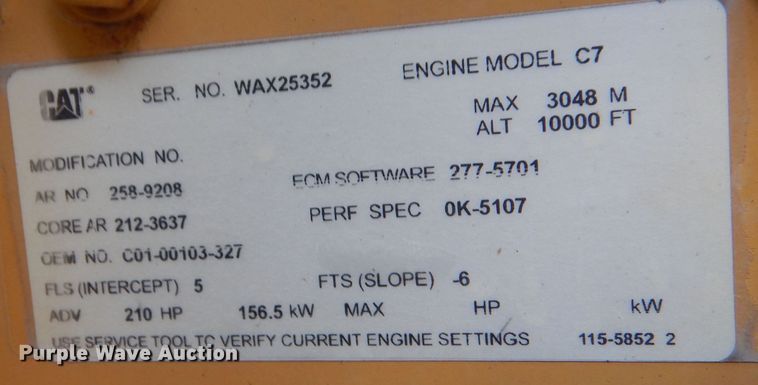 CAT® SER. NO. WAX25352 ENGINE MODEL C7
MAX 3048 M
ALT 10000 FT
MODIFICATION NO.
AR NO 258-9208 ECM SOFTWARE 277-5701
CORE AR 212-3637 PERF SPEC 0K-5107
OEM NO. C01-00103-327
FLS (INTERCEPT) 5 FTS (SLOPE) -6
ADV 210 HP 156.5 kW MAX HP kW
USE SERVICE TOOL TO VERIFY CURRENT ENGINE SETTINGS 115-5852 2
Purple Wave Auction